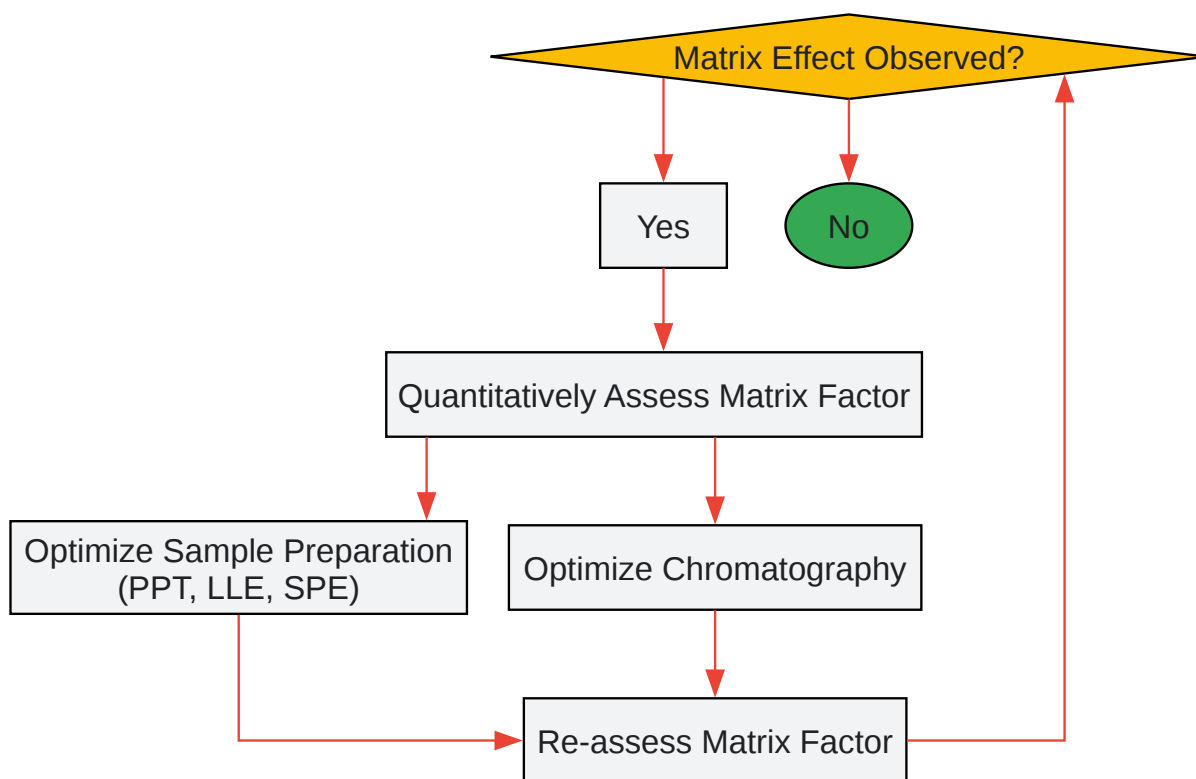 Matrix Effect Observed?
Yes
No
Quantitatively Assess Matrix Factor
Optimize Sample Preparation
(PPT, LLE, SPE)
Optimize Chromatography
Re-assess Matrix Factor